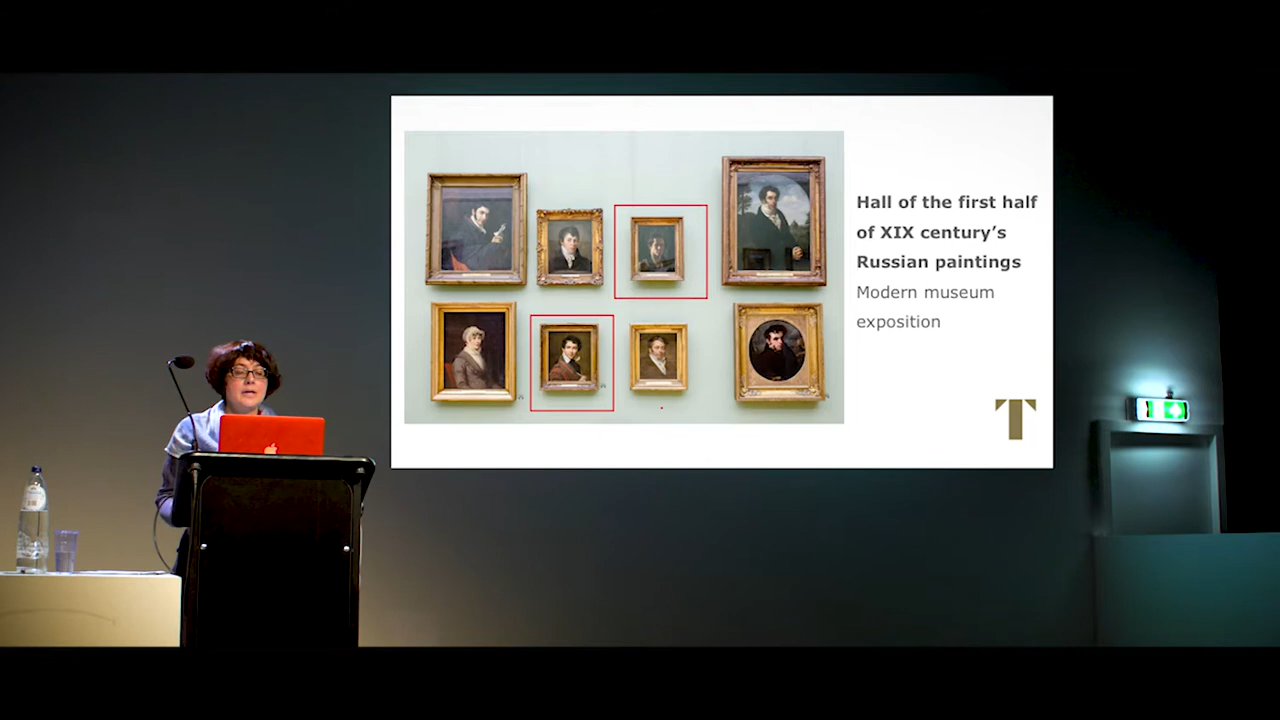 Hall of the first half
of XIX century’s
Russian paintings
Modern museum
exposition
T